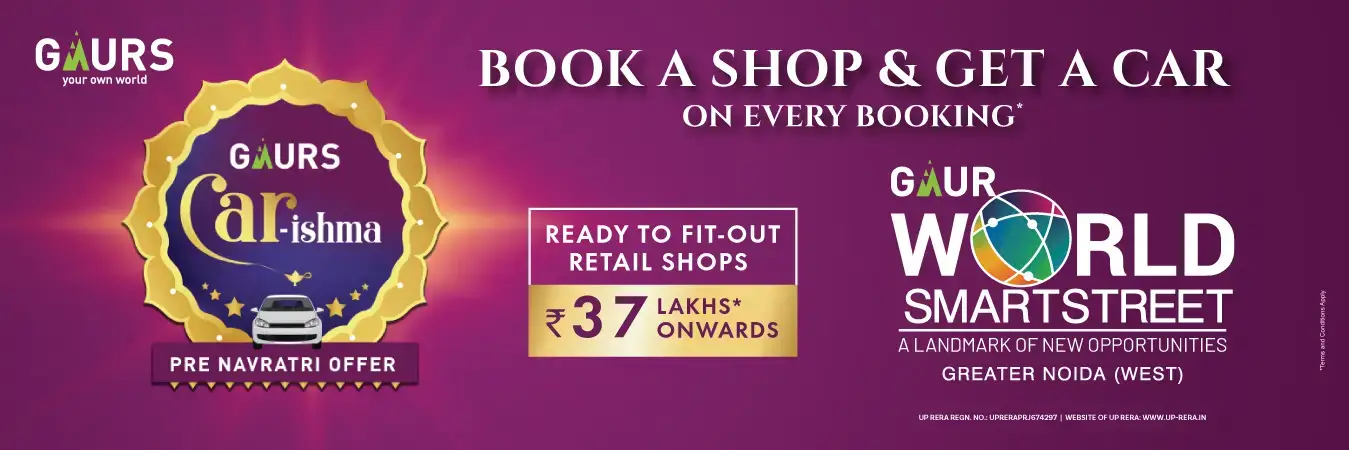 GAURS
your own world
GAURS
Car-ishma
PRE NAVRATRI OFFER
BOOK A SHOP & GET A CAR
ON EVERY BOOKING*
READY TO FIT-OUT
RETAIL SHOPS
₹37 LAKHS*
ONWARDS
GAUR
WORLD
SMARTSTREET
A LANDMARK OF NEW OPPORTUNITIES
GREATER NOIDA (WEST)
UP RERA REGN. NO.: UPRERAPRJ674297 | WEBSITE OF UP RERA: WWW.UP-RERA.IN
*Terms and Conditions Apply